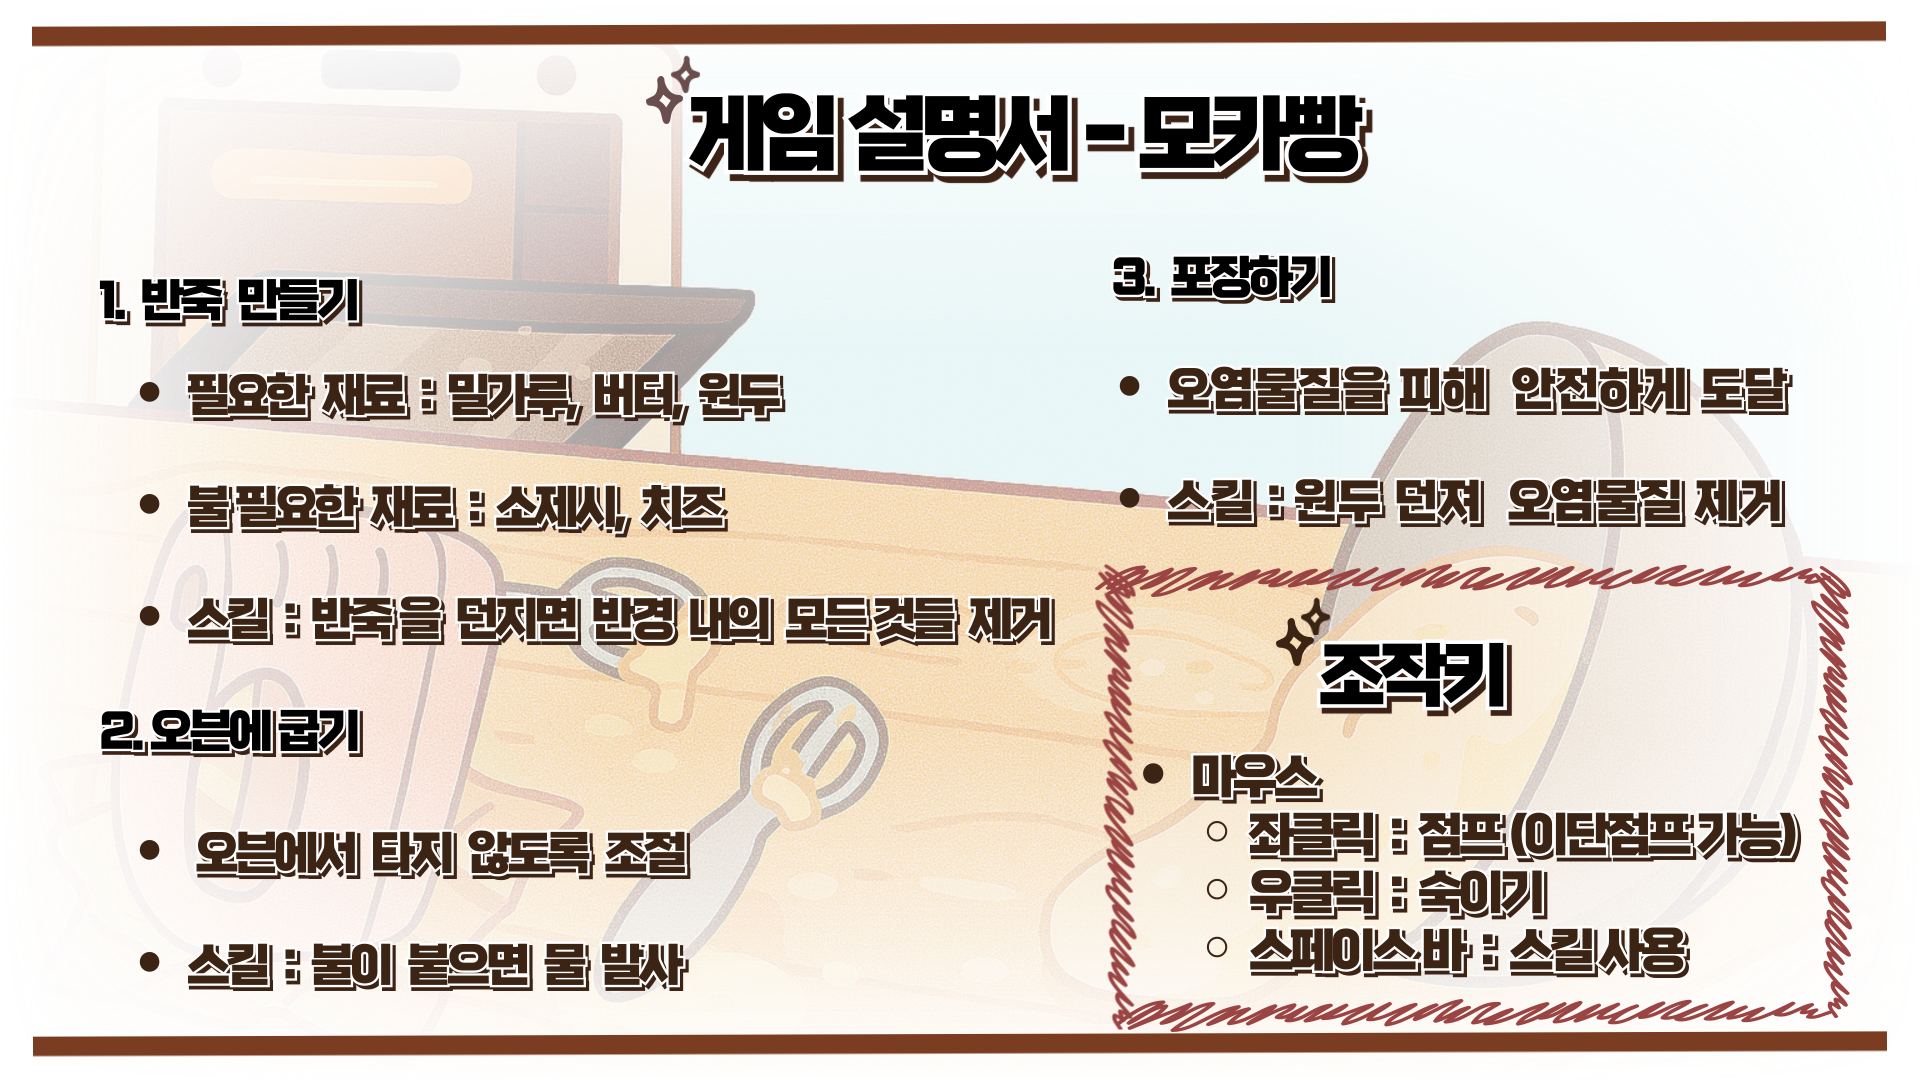 게임 설명서 - 모카빵
1. 반죽 만들기
• 필요한 재료 : 밀가루, 버터, 원두
• 불필요한 재료 : 소제시, 치즈
• 스킬 : 반죽을 던지면 반경 내의 모든것들 제거
2. 오븐에 굽기
• 오븐에서 타지 않도록 조절
• 스킬 : 불이 붙으면 물 발사
3. 포장하기
• 오염물질을 피해 안전하게 도달
• 스킬 : 원두 던져 오염물질 제거
조작키
• 마우스
○ 좌클릭 : 점프 (이단점프 가능)
○ 우클릭 : 숙이기
○ 스페이스바 : 스킬 사용